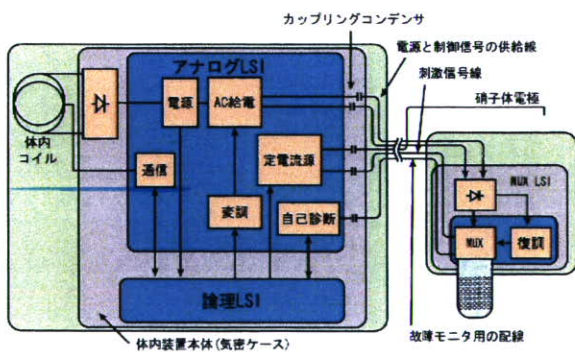 カップリングコンデンサ
電源と制御信号の供給線
刺激信号線
硝子体電極
アナログLSI
電源
AC給電
体内
コイル
通信
定電流源
変調
自己診断
論理LSI
MUX LSI
MUX
復調
体内装置本体(気密ケース)
故障モニタ用の配線